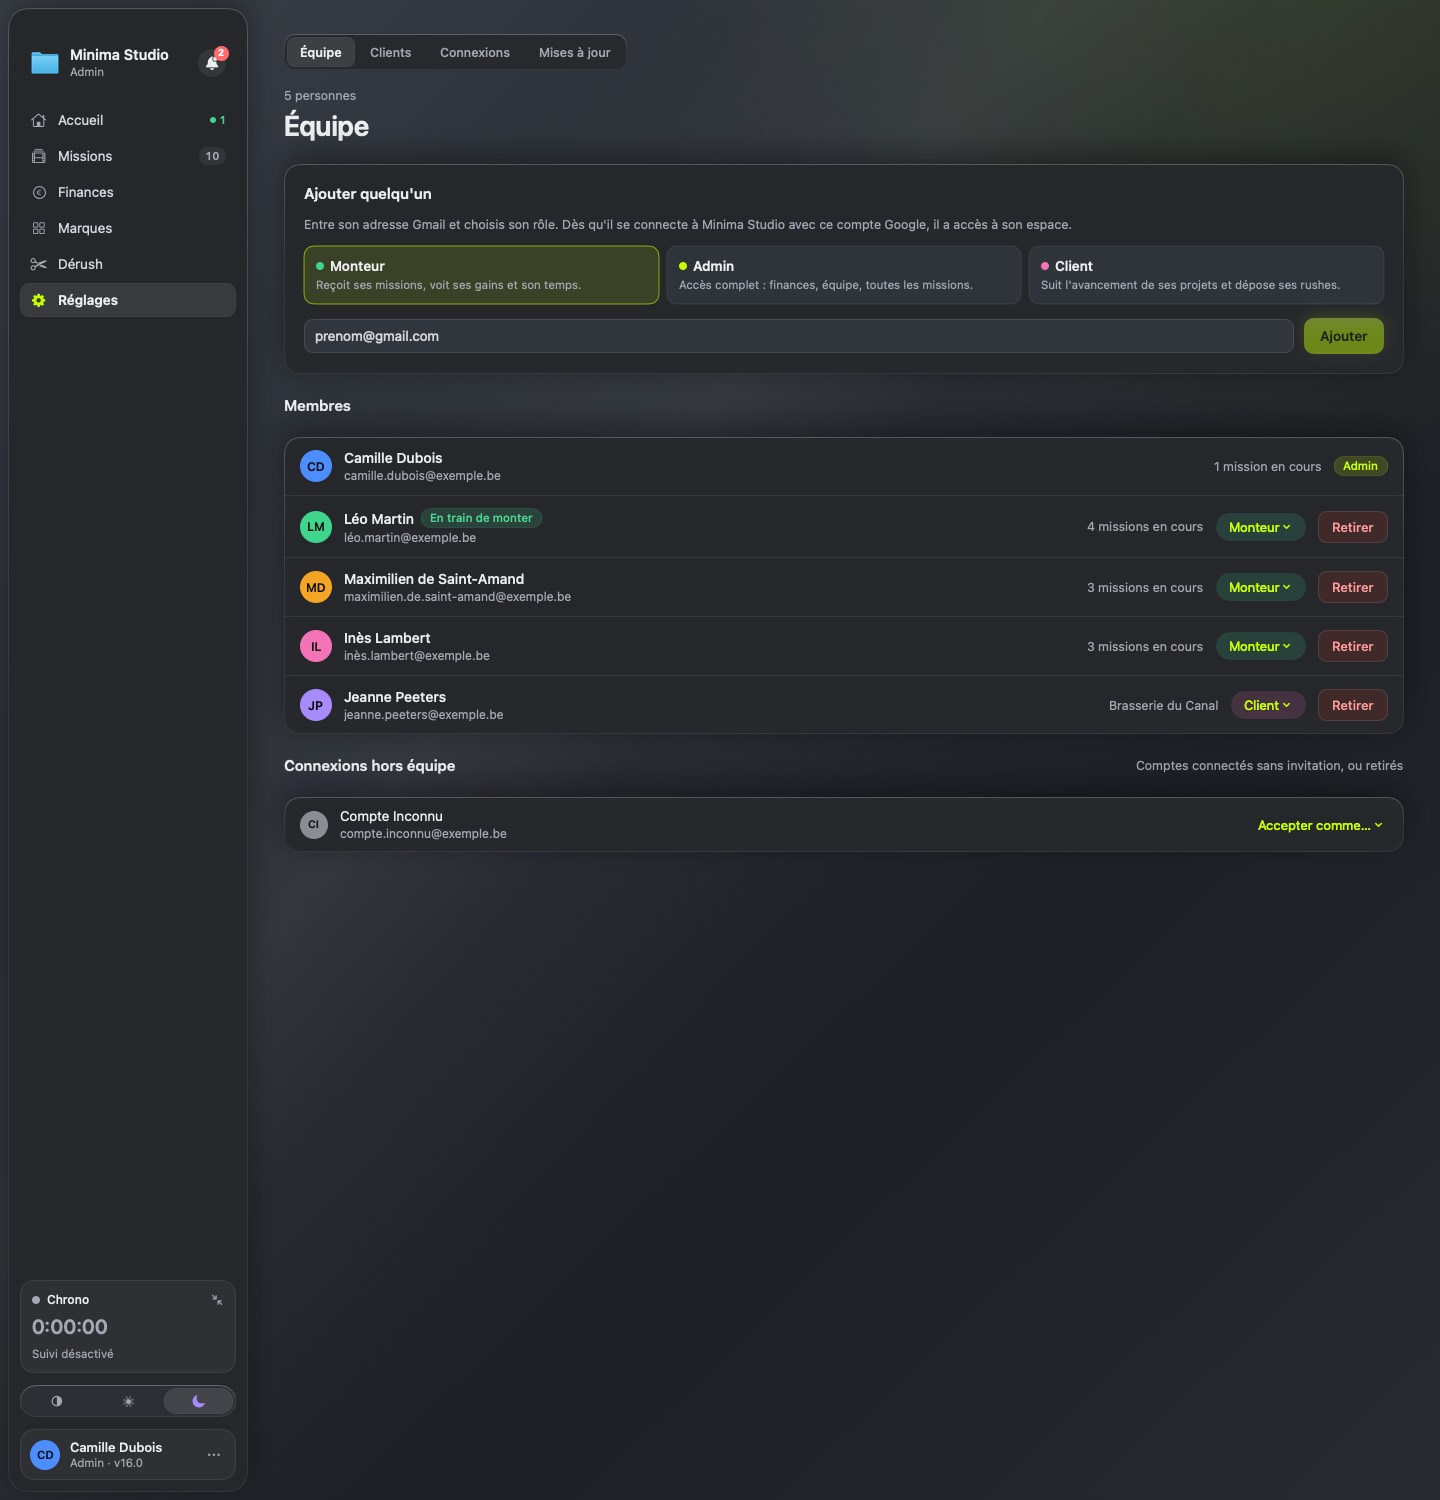 Minima Studio
Admin
2
Accueil
1
Missions
10
Finances
Marques
Dérush
Réglages
Équipe
Clients
Connexions
Mises à jour
5 personnes
Équipe
Ajouter quelqu'un
Entre son adresse Gmail et choisis son rôle. Dès qu'il se connecte à Minima Studio avec ce compte Google, il a accès à son espace.
Monteur
Reçoit ses missions, voit ses gains et son temps.
Admin
Accès complet : finances, équipe, toutes les missions.
Client
Suit l'avancement de ses projets et dépose ses rushes.
prenom@gmail.com
Ajouter
Membres
CD
Camille Dubois
camille.dubois@exemple.be
1 mission en cours
Admin
LM
Léo Martin
En train de monter
léo.martin@exemple.be
4 missions en cours
Monteur
Retirer
MD
Maximilien de Saint-Amand
maximilien.de.saint-amand@exemple.be
3 missions en cours
Monteur
Retirer
IL
Inès Lambert
inès.lambert@exemple.be
3 missions en cours
Monteur
Retirer
JP
Jeanne Peeters
jeanne.peeters@exemple.be
Brasserie du Canal
Client
Retirer
Connexions hors équipe
Comptes connectés sans invitation, ou retirés
CI
Compte Inconnu
compte.inconnu@exemple.be
Accepter comme...
Chrono
0:00:00
Suivi désactivé
CD
Camille Dubois
Admin · v16.0